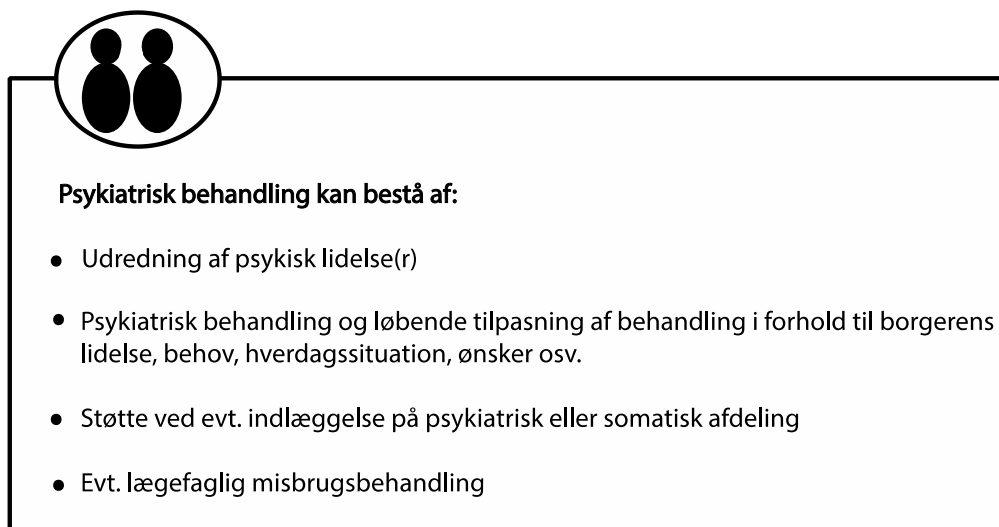 Psykiatrisk behandling kan bestå af:
• Udredning af psykisk lidelse(r)
• Psykiatrisk behandling og løbende tilpasning af behandling i forhold til borgerens
lidelse, behov, hverdagssituation, ønsker osv.
• Støtte ved evt. indlæggelse på psykiatrisk eller somatisk afdeling
• Evt. lægefaglig misbrugsbehandling